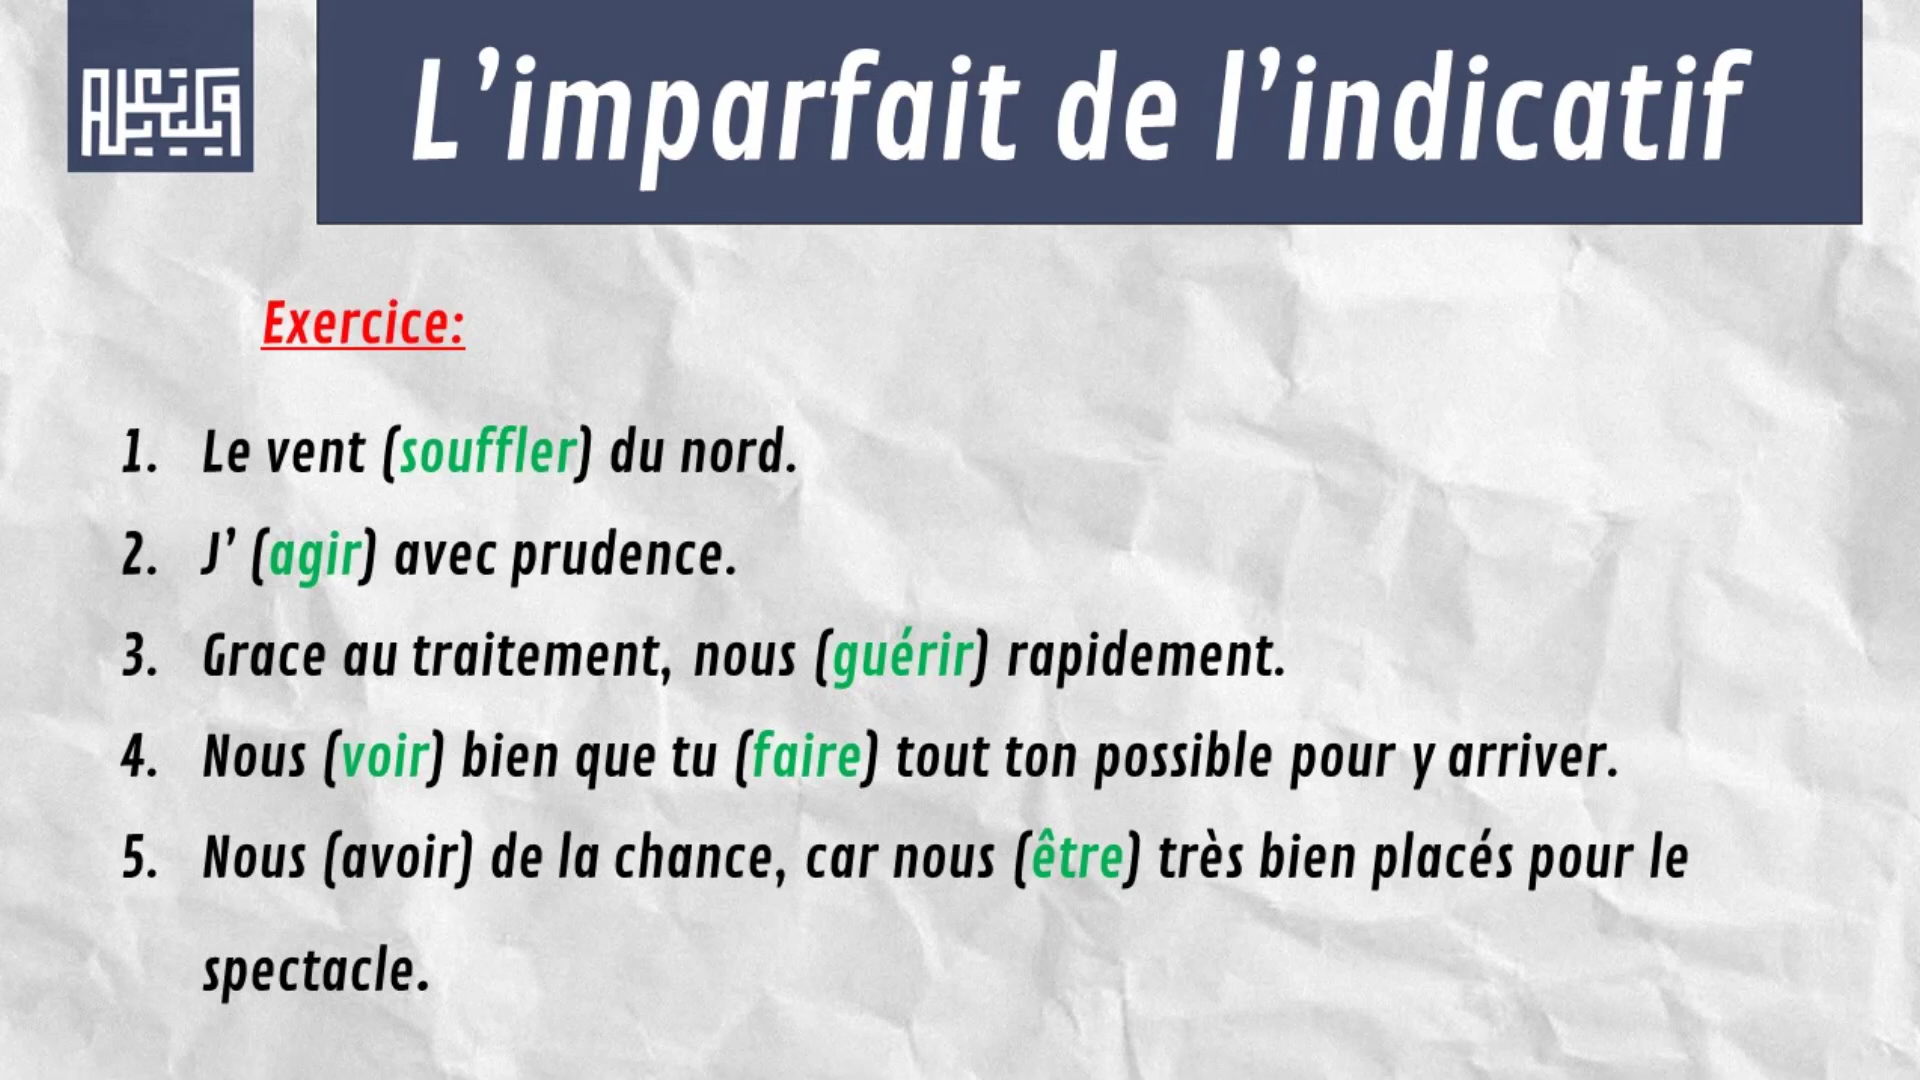 L’imparfait de l’indicatif
Exercice:
1. Le vent (souffler) du nord.
2. J’ (agir) avec prudence.
3. Grace au traitement, nous (guérir) rapidement.
4. Nous (voir) bien que tu (faire) tout ton possible pour y arriver.
5. Nous (avoir) de la chance, car nous (être) très bien placés pour le
spectacle.